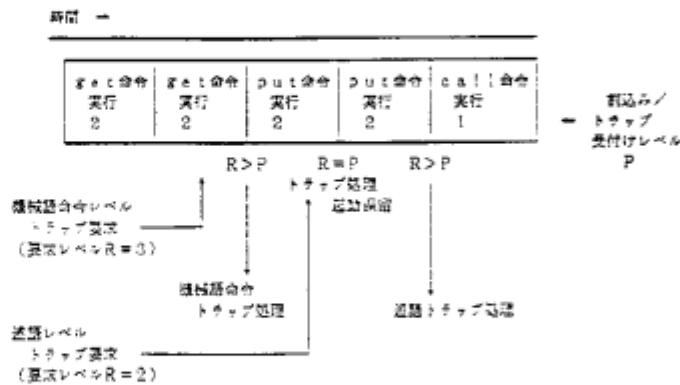 時間 →
get命令 get命令 put命令 put命令 call命令
実行 実行 実行 実行 実行
2 2 2 2 1
← 割込み/
トラップ
受付けレベル
P
R>P R=P R>P
トラップ処理
起動保留
機械語命令レベル
トラップ要求
(要求レベルR=3)
機械語命令
トラップ処理
述語トラップ処理
述語レベル
トラップ要求
(要求レベルR=2)